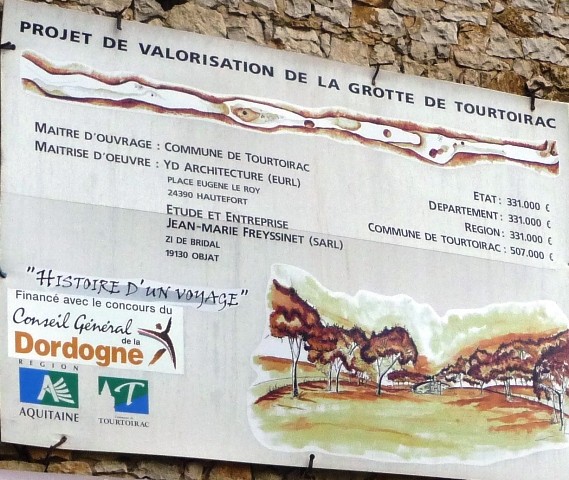 PROJET DE VALORISATION DE LA GROTTE DE TOURTOIRAC
MAITRE D'OUVRAGE : COMMUNE DE TOURTOIRAC
MAITRISE D'OEUVRE : YD ARCHITECTURE (EURL)
PLACE EUGENE LE ROY
24390 HAUTEFORT
ETUDE ET ENTREPRISE
JEAN-MARIE FREYSSINET (SARL)
ZI DE BRIDAL
19130 OBJAT
ETAT : 331.000 €
DEPARTEMENT : 331.000 €
REGION : 331.000 €
COMMUNE DE TOURTOIRAC : 507.000 €
"HISTOIRE D'UN VOYAGE"
Financé avec le concours du
Conseil Général
de la
Dordogne
REGION
AQUITAINE
TOURTOIRAC